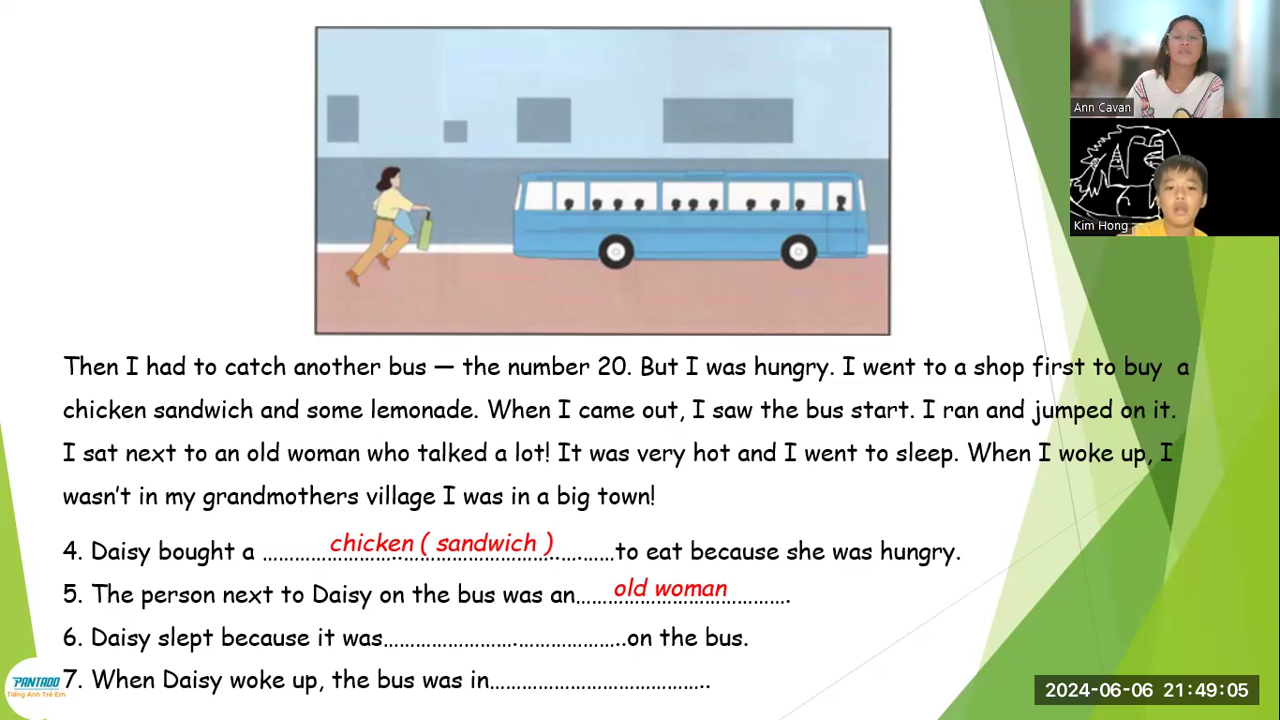 Ann Cavan
Kim Hong
Then I had to catch another bus — the number 20. But I was hungry. I went to a shop first to buy a
chicken sandwich and some lemonade. When I came out, I saw the bus start. I ran and jumped on it.
I sat next to an old woman who talked a lot! It was very hot and I went to sleep. When I woke up, I
wasn't in my grandmothers village I was in a big town!
4. Daisy bought a ……………………chicken ( sandwich )……………………to eat because she was hungry.
5. The person next to Daisy on the bus was an……old woman…………….
6. Daisy slept because it was…………………….…………………..on the bus.
7. When Daisy woke up, the bus was in…………………………………..
PANTADO
Tiếng Anh Trẻ Em
2024-06-06 21:49:05